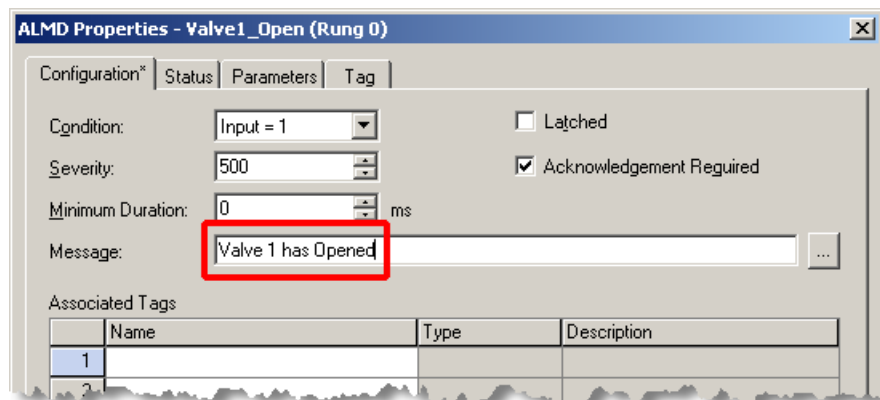 ALMD Properties - Valve1_Open (Rung 0)
Configuration* Status Parameters Tag
Condition: Input = 1 Latched
Severity: 500 Acknowledgement Required
Minimum Duration: 0 ms
Message: Valve 1 has Opened ...
Associated Tags
Name Type Description
1